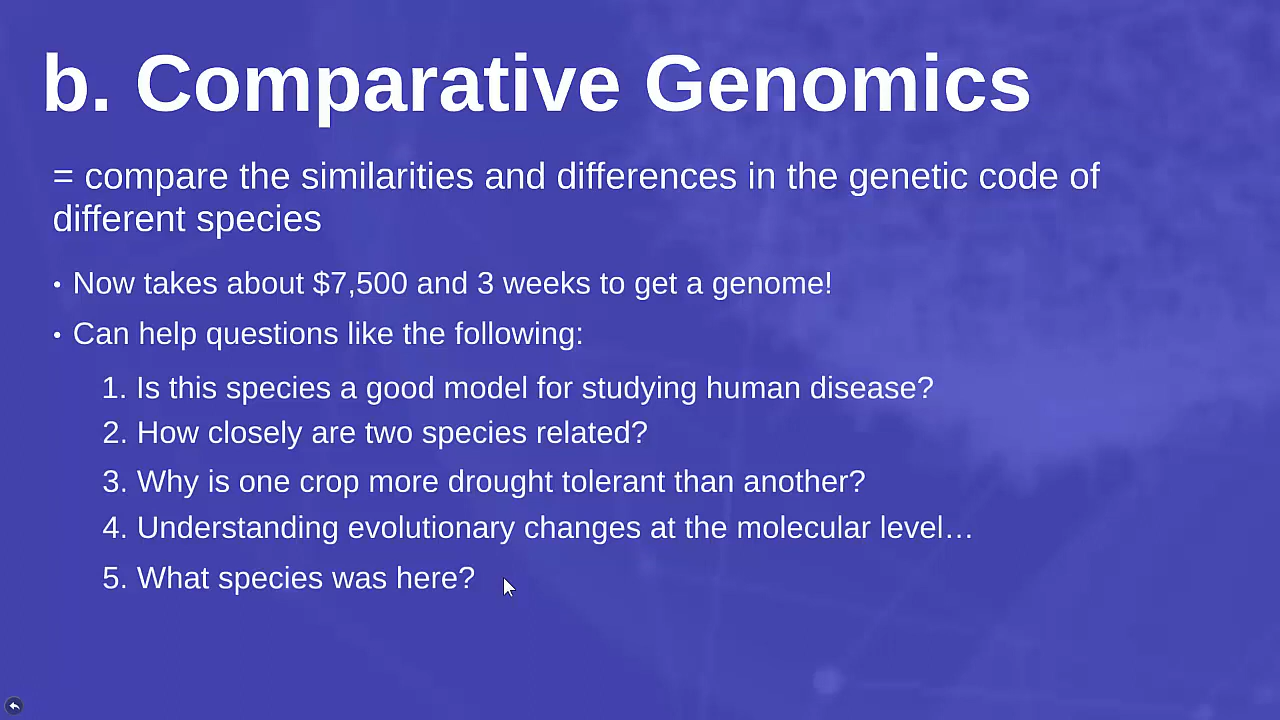 b. Comparative Genomics
= compare the similarities and differences in the genetic code of
different species
• Now takes about $7,500 and 3 weeks to get a genome!
• Can help questions like the following:
1. Is this species a good model for studying human disease?
2. How closely are two species related?
3. Why is one crop more drought tolerant than another?
4. Understanding evolutionary changes at the molecular level…
5. What species was here?